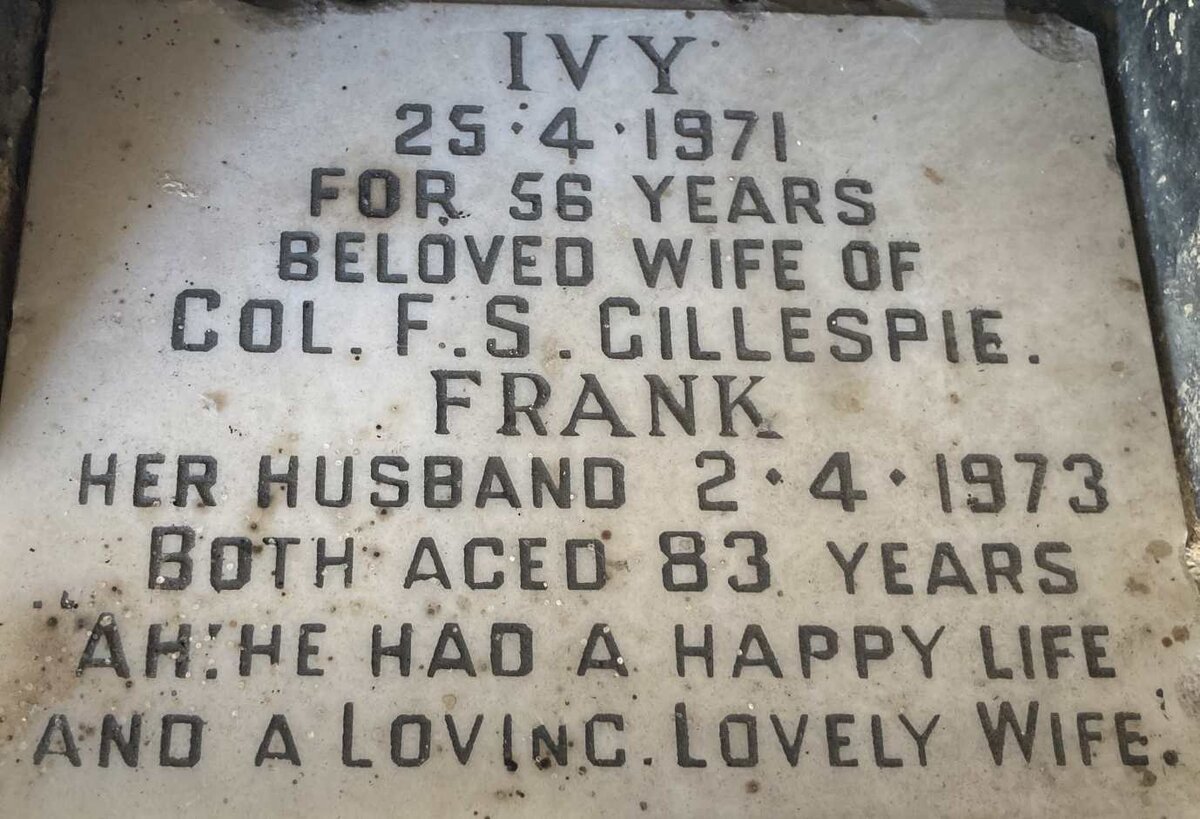 IVY
25·4·1971
FOR 56 YEARS
BELOVED WIFE OF
COL. F.S. GILLESPIE.
FRANK
HER HUSBAND 2·4·1973
BOTH AGED 83 YEARS
"AH! HE HAD A HAPPY LIFE
AND A LOVING. LOVELY WIFE."